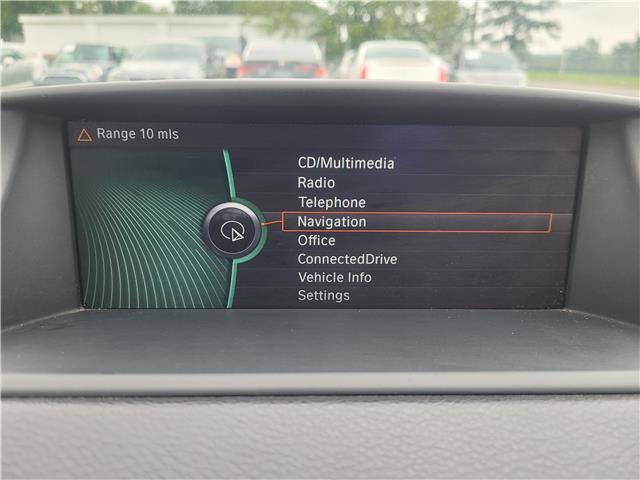 Range 10 mls
CD/Multimedia
Radio
Telephone
Navigation
Office
ConnectedDrive
Vehicle Info
Settings